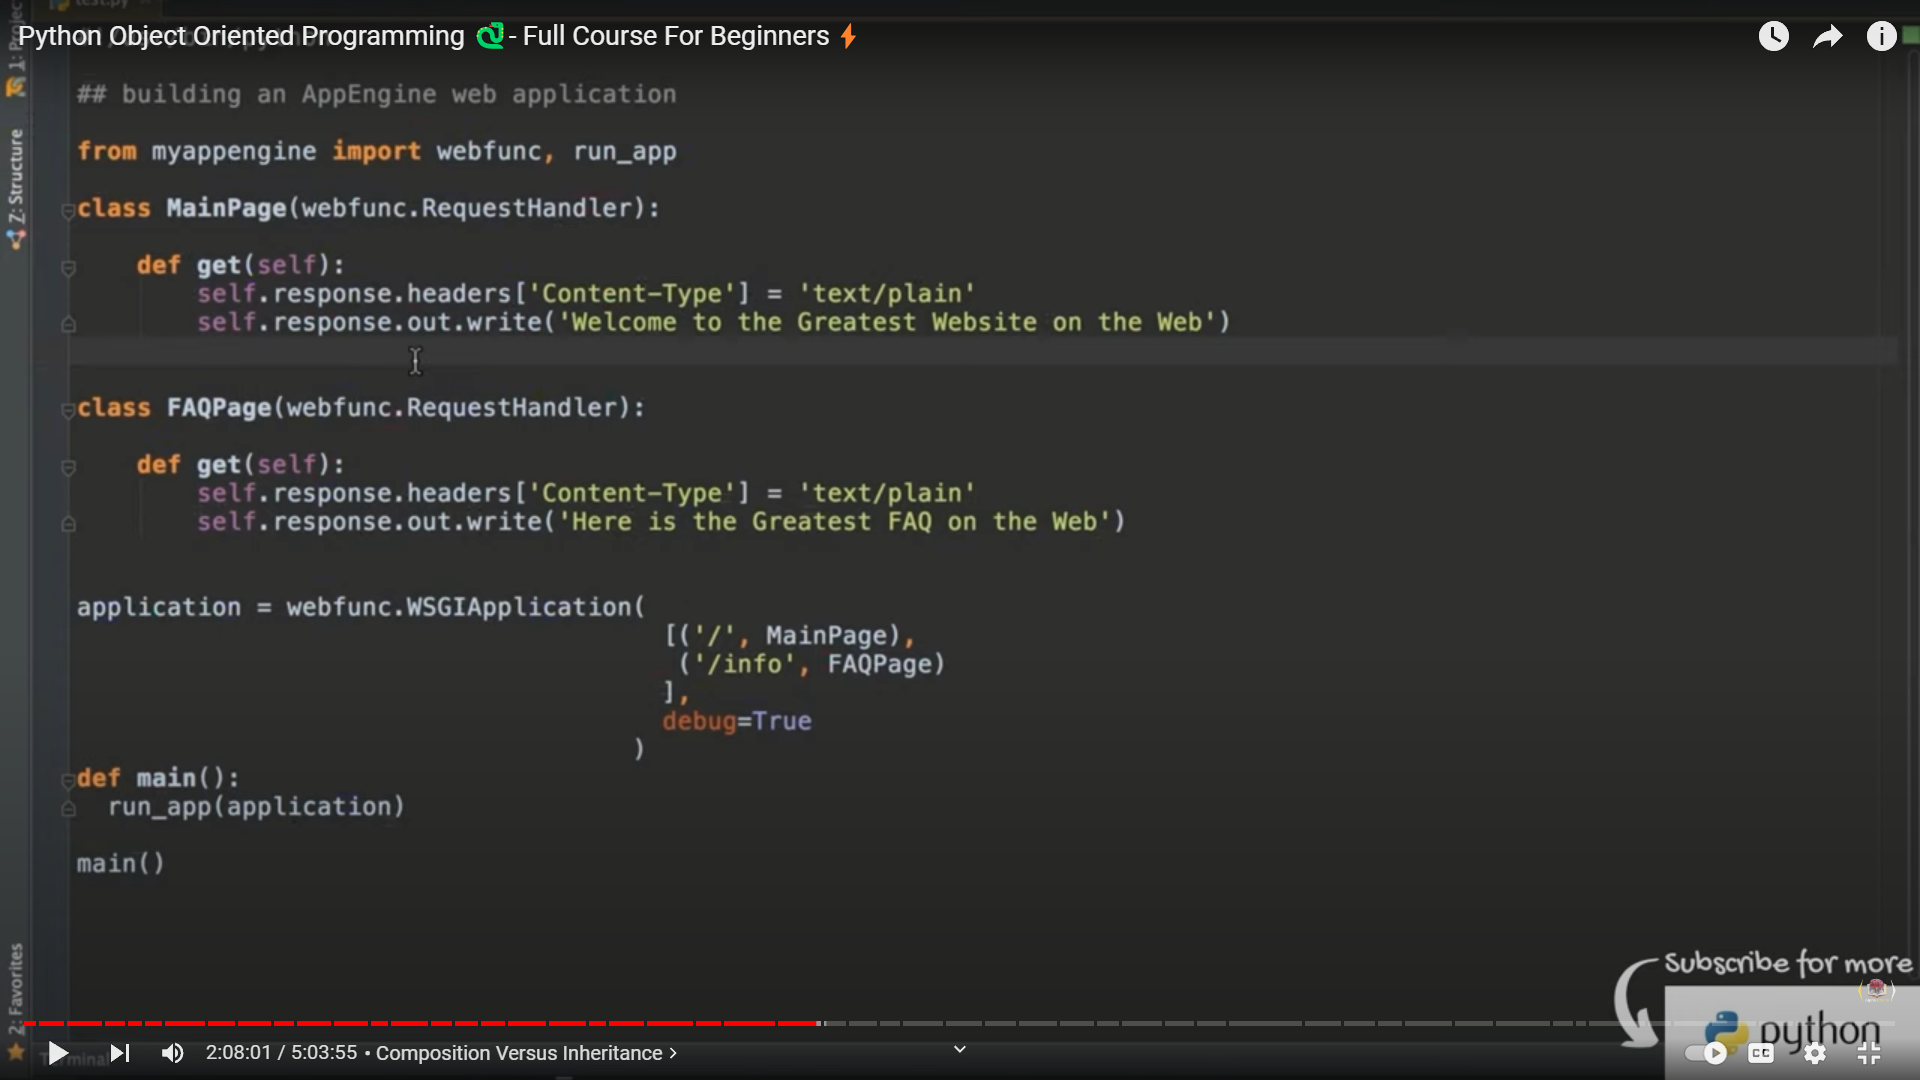 test.py
Python Object Oriented Programming - Full Course For Beginners
## building an AppEngine web application
from myappengine import webfunc, run_app
class MainPage(webfunc.RequestHandler):
def get(self):
self.response.headers['Content-Type'] = 'text/plain'
self.response.out.write('Welcome to the Greatest Website on the Web')
class FAQPage(webfunc.RequestHandler):
def get(self):
self.response.headers['Content-Type'] = 'text/plain'
self.response.out.write('Here is the Greatest FAQ on the Web')
application = webfunc.WSGIApplication(
[('/', MainPage),
('/info', FAQPage)
],
debug=True
)
def main():
run_app(application)
main()
Z: Structure
2: Favorites
Subscribe for more
python
Terminal
2:08:01 / 5:03:55 • Composition Versus Inheritance >
CC